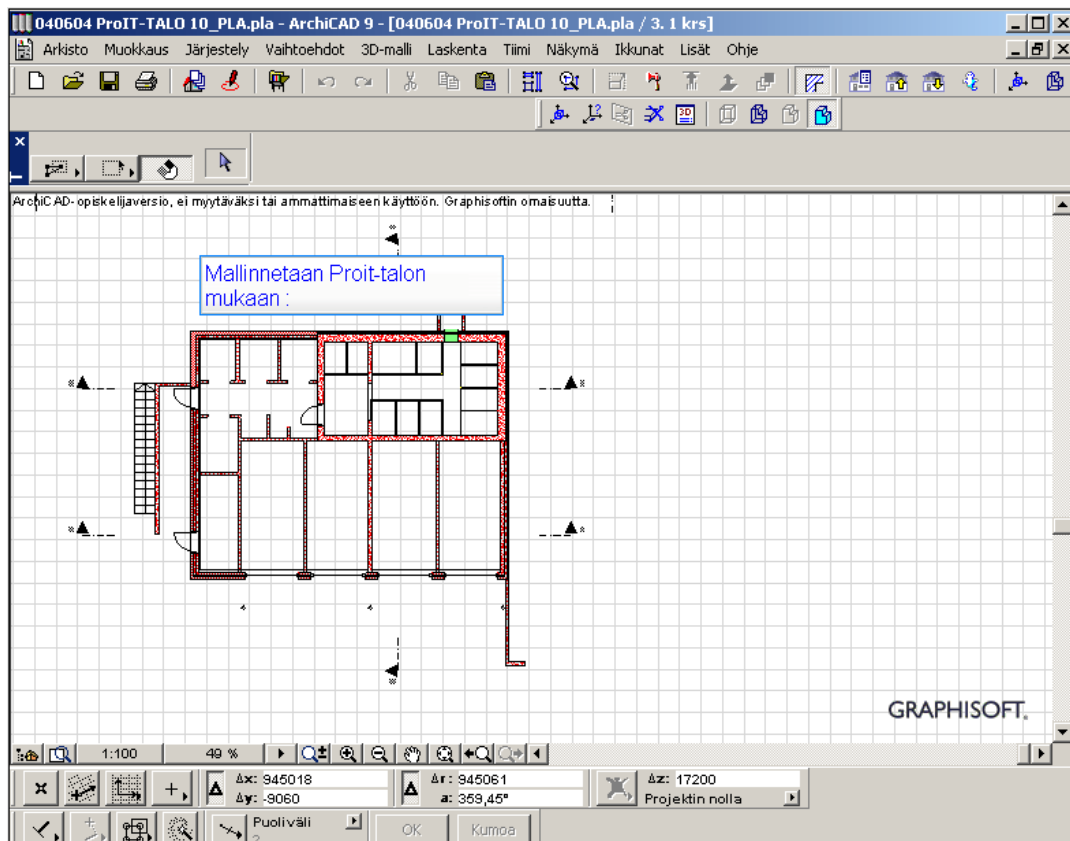 040604 ProIT-TALO 10_PLA.pla - ArchiCAD 9 - [040604 ProIT-TALO 10_PLA.pla / 3. 1 krs]
Arkisto Muokkaus Järjestely Vaihtoehdot 3D-malli Laskenta Tiimi Näkymä Ikkunat Lisät Ohje
ArchiCAD-opiskelijaversio, ei myytäväksi tai ammattimaiseen käyttöön. Graphisoftin omaisuutta.
Mallinnetaan Proit-talon
mukaan :
GRAPHISOFT.
1:100 49 %
Δx: 945018 Δr: 945061 Δz: 17200
Δy: -9060 a: 359,45° Projektin nolla
Puoliväli
2
OK Kumoa